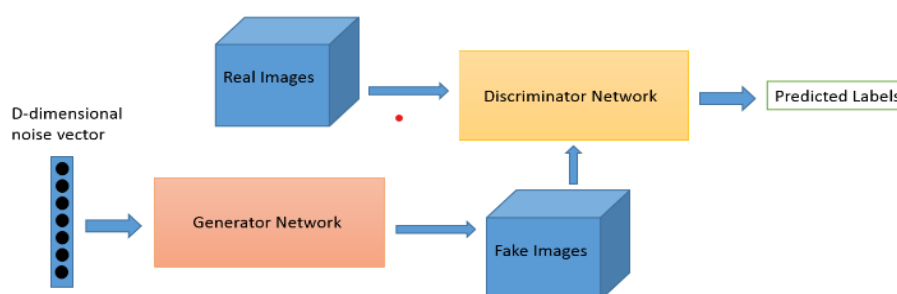 Real Images
Discriminator Network
Predicted Labels
D-dimensional
noise vector
Generator Network
Fake Images